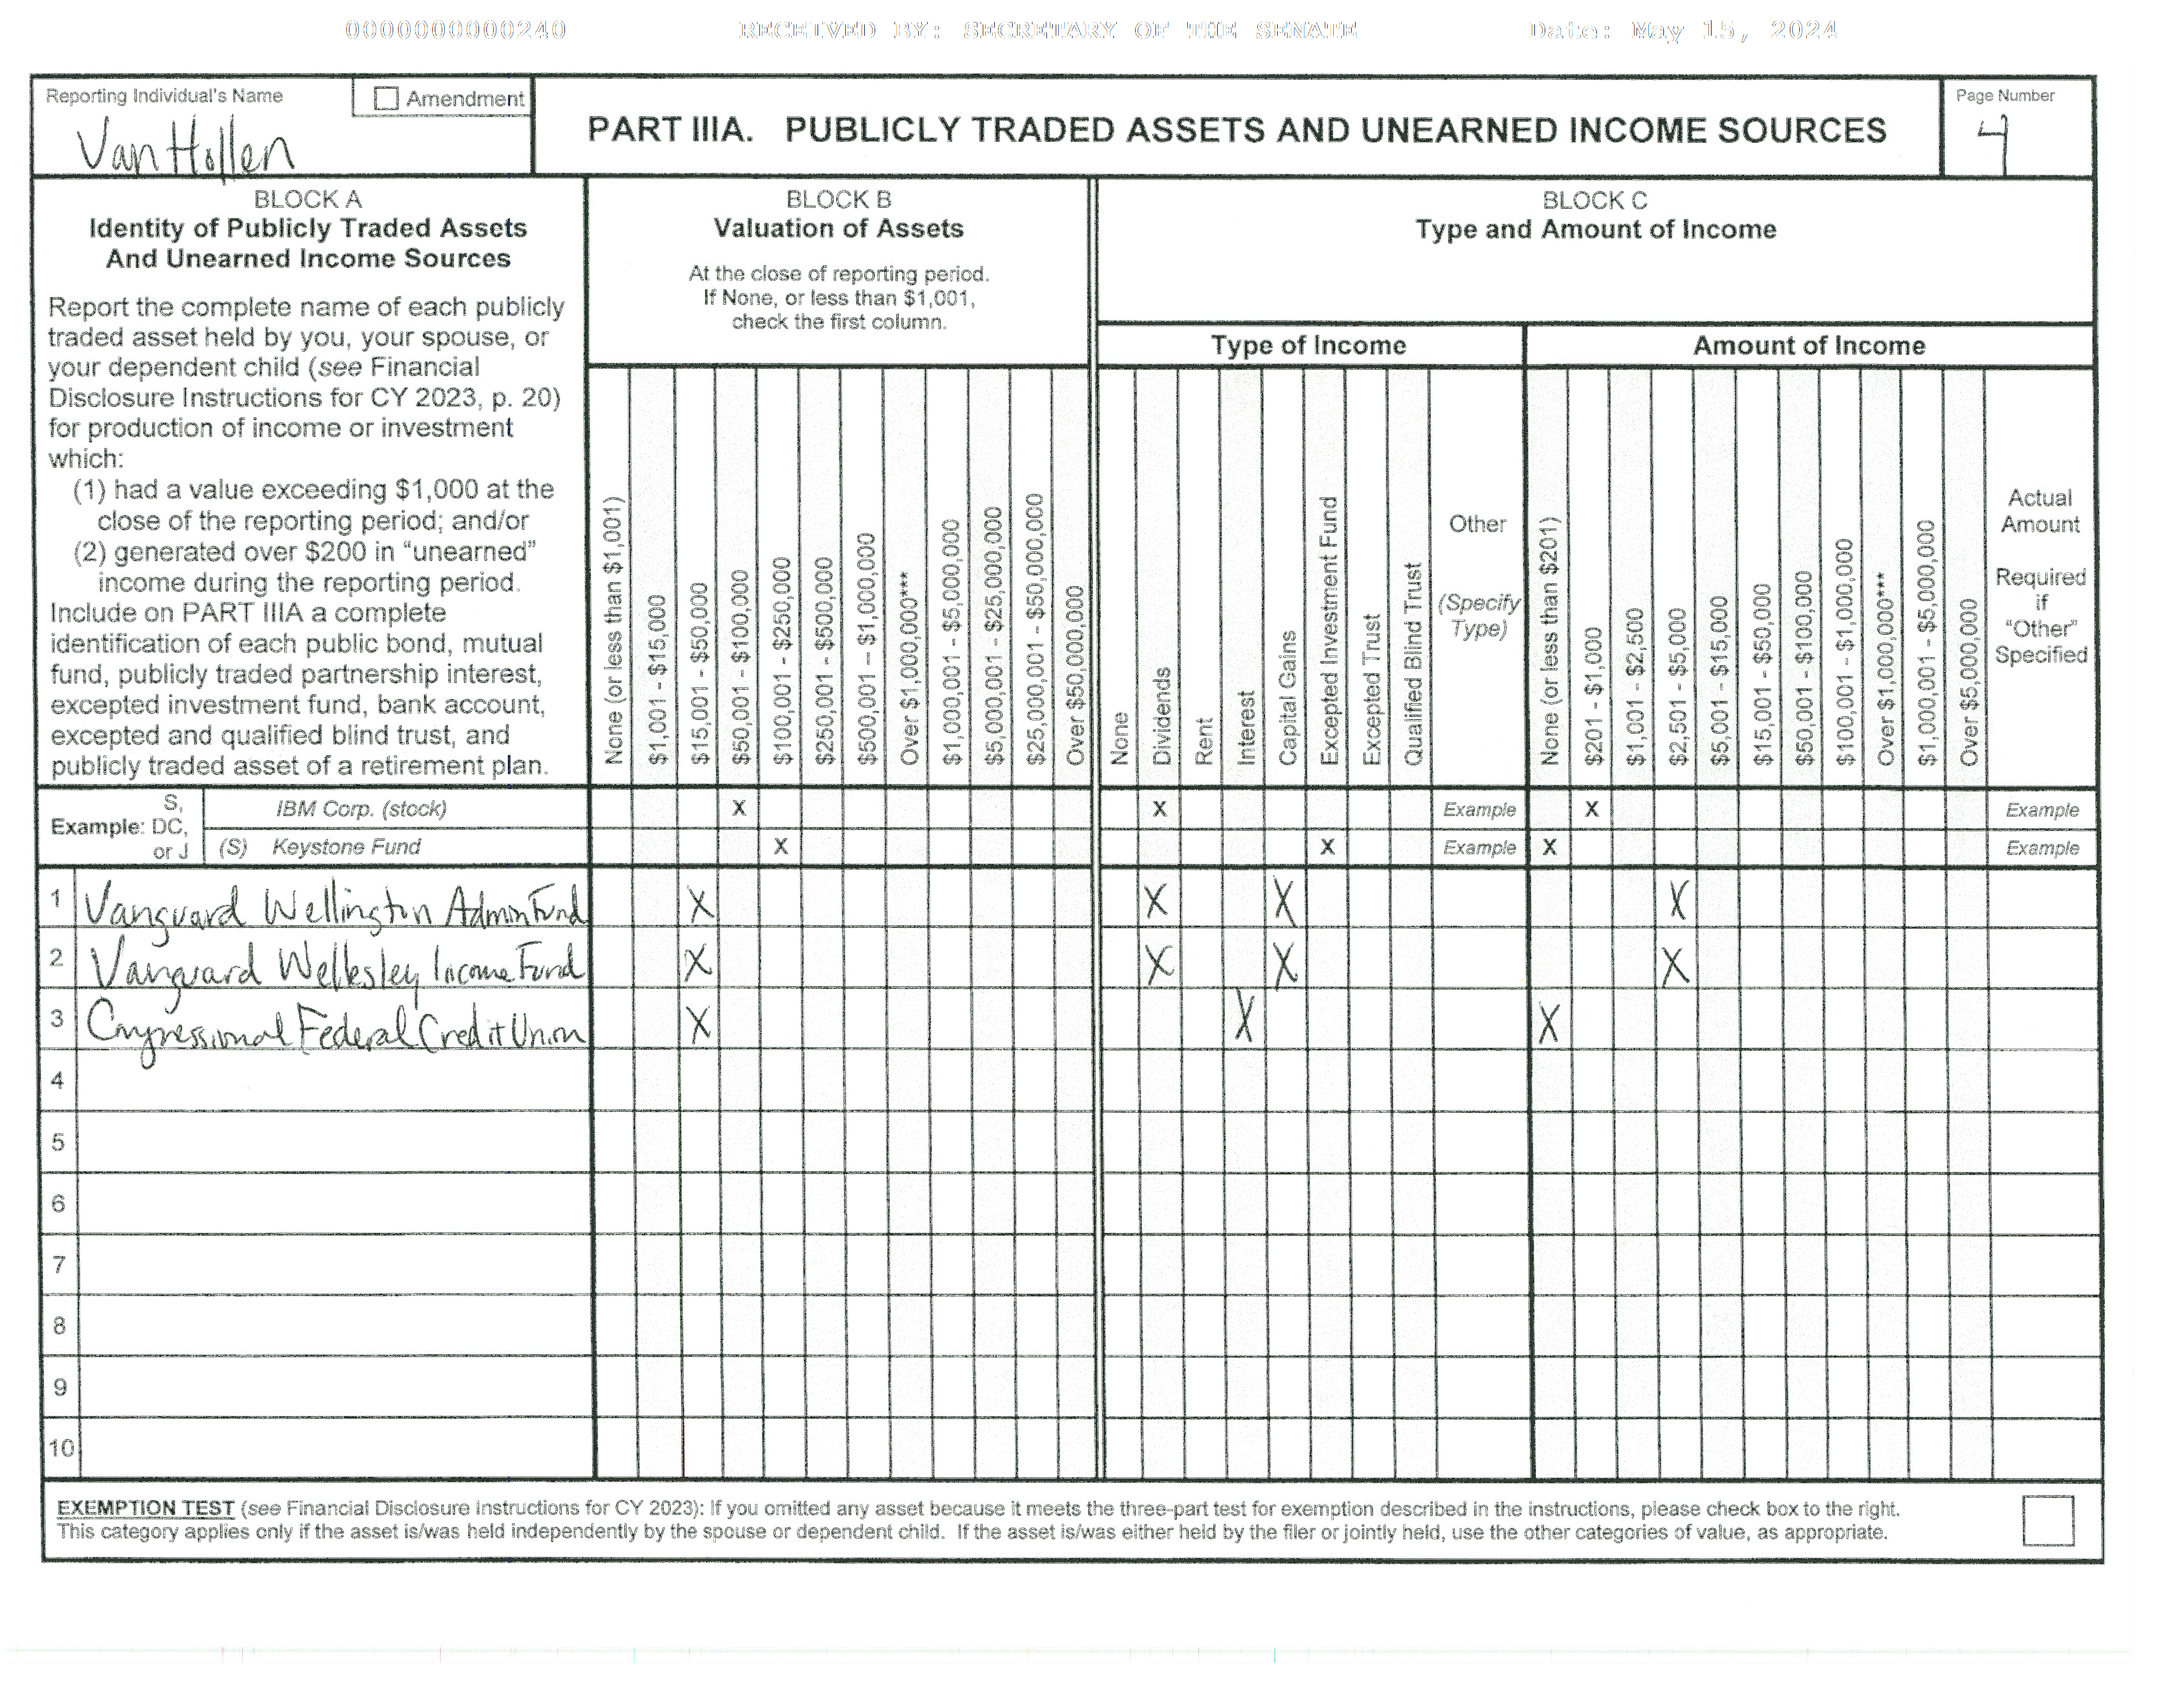 0000000000240 RECEIVED BY: SECRETARY OF THE SENATE Date: May 15, 2024
Reporting Individual's Name
Amendment
Van Hollen
PART IIIA. PUBLICLY TRADED ASSETS AND UNEARNED INCOME SOURCES
Page Number
4
BLOCK A
Identity of Publicly Traded Assets
And Unearned Income Sources
Report the complete name of each publicly
traded asset held by you, your spouse, or
your dependent child (see Financial
Disclosure Instructions for CY 2023, p. 20)
for production of income or investment
which:
(1) had a value exceeding $1,000 at the
close of the reporting period; and/or
(2) generated over $200 in “unearned”
income during the reporting period.
Include on PART IIIA a complete
identification of each public bond, mutual
fund, publicly traded partnership interest,
excepted investment fund, bank account,
excepted and qualified blind trust, and
publicly traded asset of a retirement plan.
BLOCK B
Valuation of Assets
At the close of reporting period.
If None, or less than $1,001,
check the first column.
None (or less than $1,001)
$1,001 - $15,000
$15,001 - $50,000
$50,001 - $100,000
$100,001 - $250,000
$250,001 - $500,000
$500,001 – $1,000,000
Over $1,000,000***
$1,000,001 - $5,000,000
$5,000,001 - $25,000,000
$25,000,001 - $50,000,000
Over $50,000,000
BLOCK C
Type and Amount of Income
Type of Income
None
Dividends
Rent
Interest
Capital Gains
Excepted Investment Fund
Excepted Trust
Qualified Blind Trust
Other
(Specify
Type)
Amount of Income
None (or less than $201)
$201 - $1,000
$1,001 - $2,500
$2,501 - $5,000
$5,001 - $15,000
$15,001 - $50,000
$50,001 - $100,000
$100,001 - $1,000,000
Over $1,000,000***
$1,000,001 - $5,000,000
Over $5,000,000
Actual
Amount
Required
if
“Other”
Specified
Example:
S,
DC,
or J
IBM Corp. (stock) X X Example X Example
(S) Keystone Fund X X Example X Example
1 Vanguard Wellington Admin Fund X X X X
2 Vanguard Wellesley Income Fund X X X X
3 Congressional Federal Credit Union X X X
4
5
6
7
8
9
10
EXEMPTION TEST (see Financial Disclosure Instructions for CY 2023): If you omitted any asset because it meets the three-part test for exemption described in the instructions, please check box to the right.
This category applies only if the asset is/was held independently by the spouse or dependent child. If the asset is/was either held by the filer or jointly held, use the other categories of value, as appropriate.